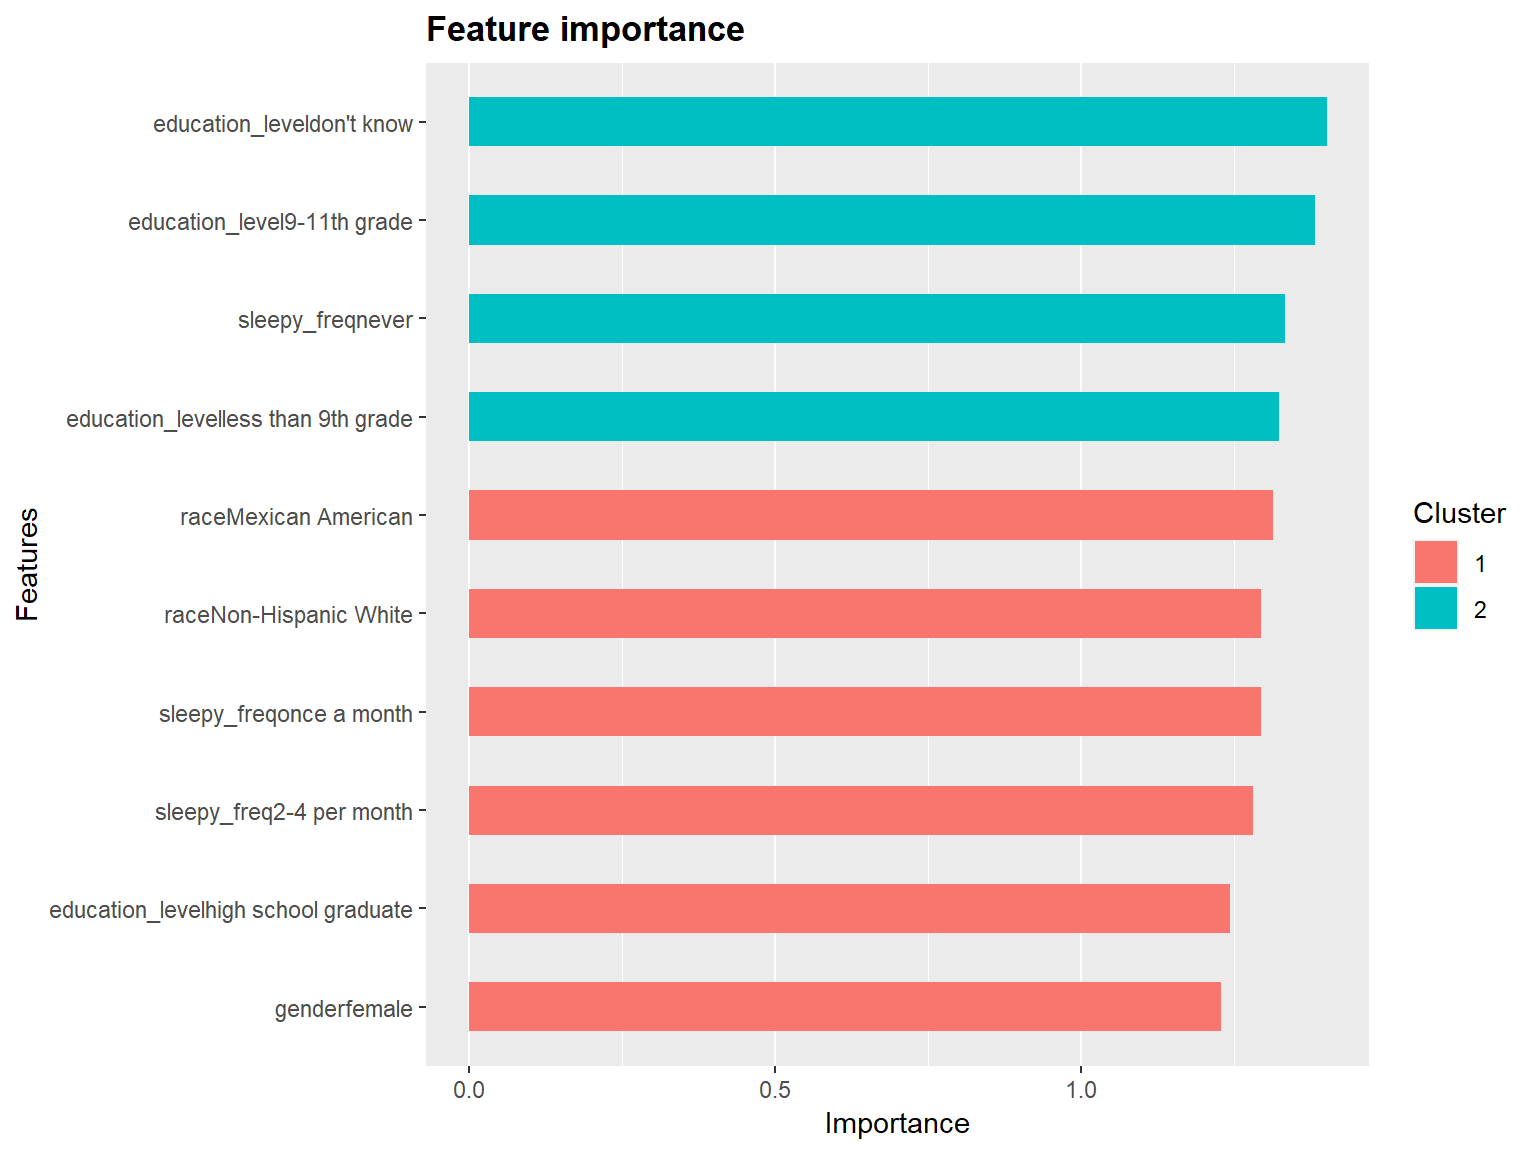 Feature importance
education_leveldon't know
education_level9-11th grade
sleepy_freqnever
education_levelless than 9th grade
raceMexican American
raceNon-Hispanic White
sleepy_freqonce a month
sleepy_freq2-4 per month
education_levelhigh school graduate
genderfemale
Features
0.0 0.5 1.0
Importance
Cluster
1
2